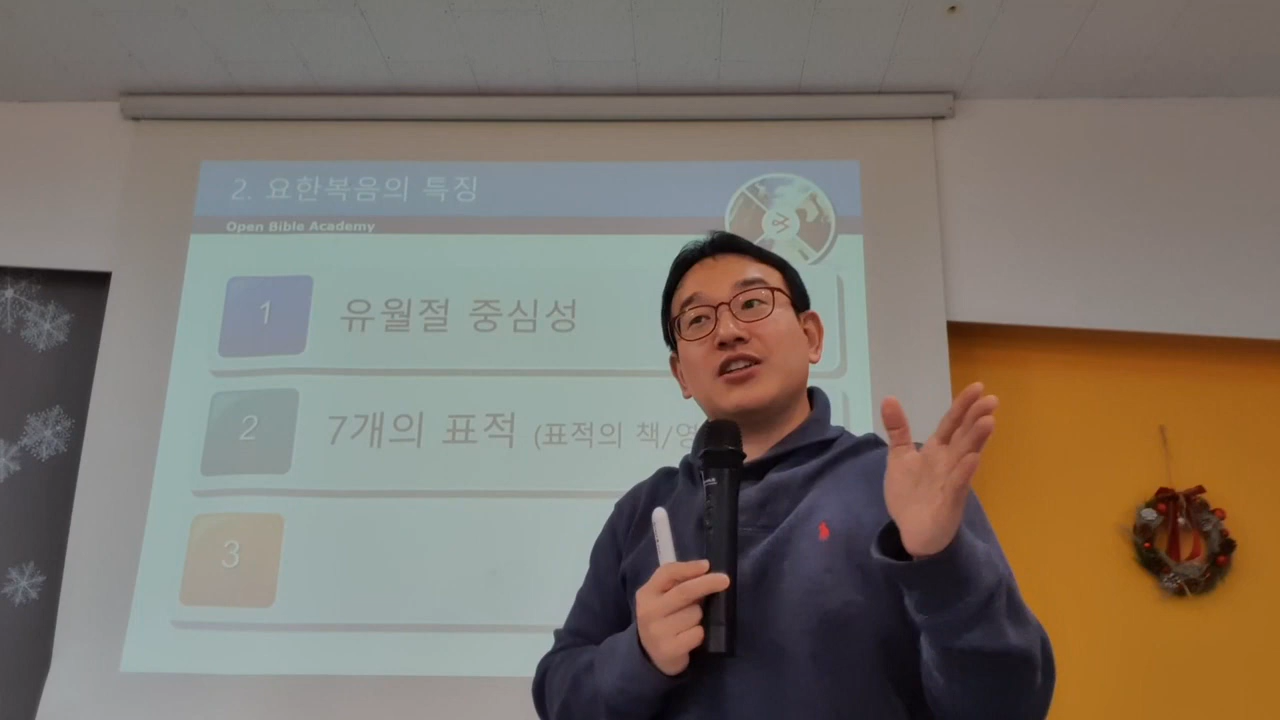 2. 요한복음의 특징
Open Bible Academy
1 유월절 중심성
2 7개의 표적 (표적의 책/영
3